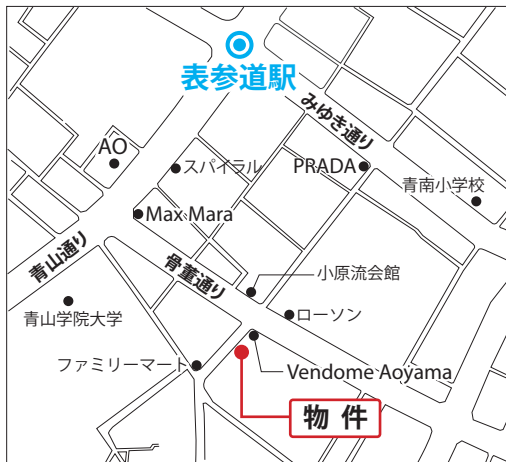 表参道駅
みゆき通り
AO
スパイラル
PRADA
青南小学校
Max Mara
青山通り
骨董通り
小原流会館
青山学院大学
ローソン
ファミリーマート
Vendome Aoyama
物件